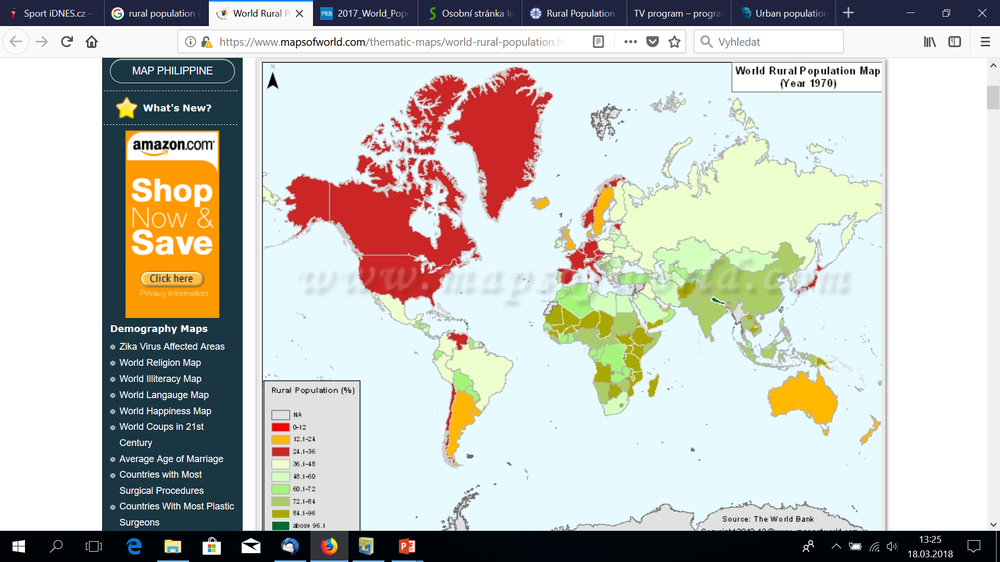 Sport iDNES.cz –
rural population i
World Rural P
2017_World_Popu
Osobní stránka In
Rural Population
TV program – progra
Urban population
https://www.mapsofworld.com/thematic-maps/world-rural-population.h
Vyhledat
MAP PHILIPPINE
What's New?
amazon.com
Shop
Now &
Save
Click here
Privacy Information
Demography Maps
Zika Virus Affected Areas
World Religion Map
World Illiteracy Map
World Langauge Map
World Happiness Map
World Coups in 21st
Century
Average Age of Marriage
Countries with Most
Surgical Procedures
Countries With Most Plastic
Surgeons
N
World Rural Population Map
(Year 1970)
www.mapsofworld.com
Rural Population (%)
NA
0-12
12.1-24
24.1-36
36.1-48
48.1-60
60.1-72
72.1-84
84.1-96
above 96.1
Source: The World Bank
13:25
18.03.2018